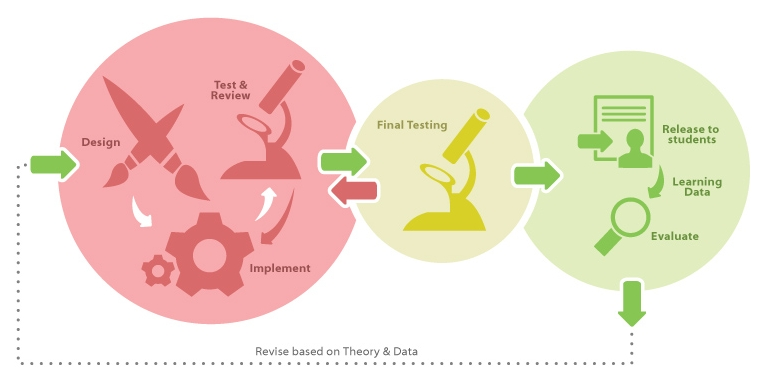 Design
Test &
Review
Implement
Final Testing
Release to
students
Learning
Data
Evaluate
Revise based on Theory & Data